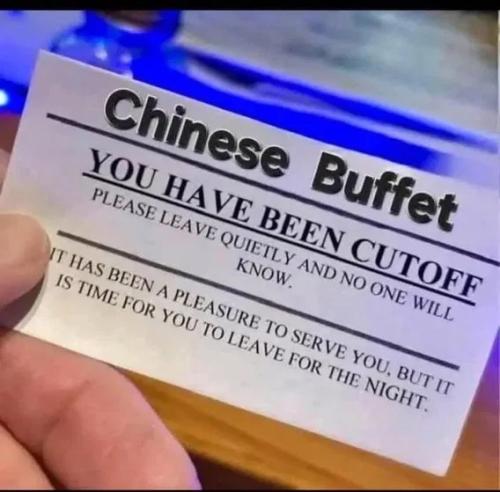 Chinese Buffet
YOU HAVE BEEN CUTOFF
PLEASE LEAVE QUIETLY AND NO ONE WILL
KNOW.
IT HAS BEEN A PLEASURE TO SERVE YOU, BUT IT
IS TIME FOR YOU TO LEAVE FOR THE NIGHT.